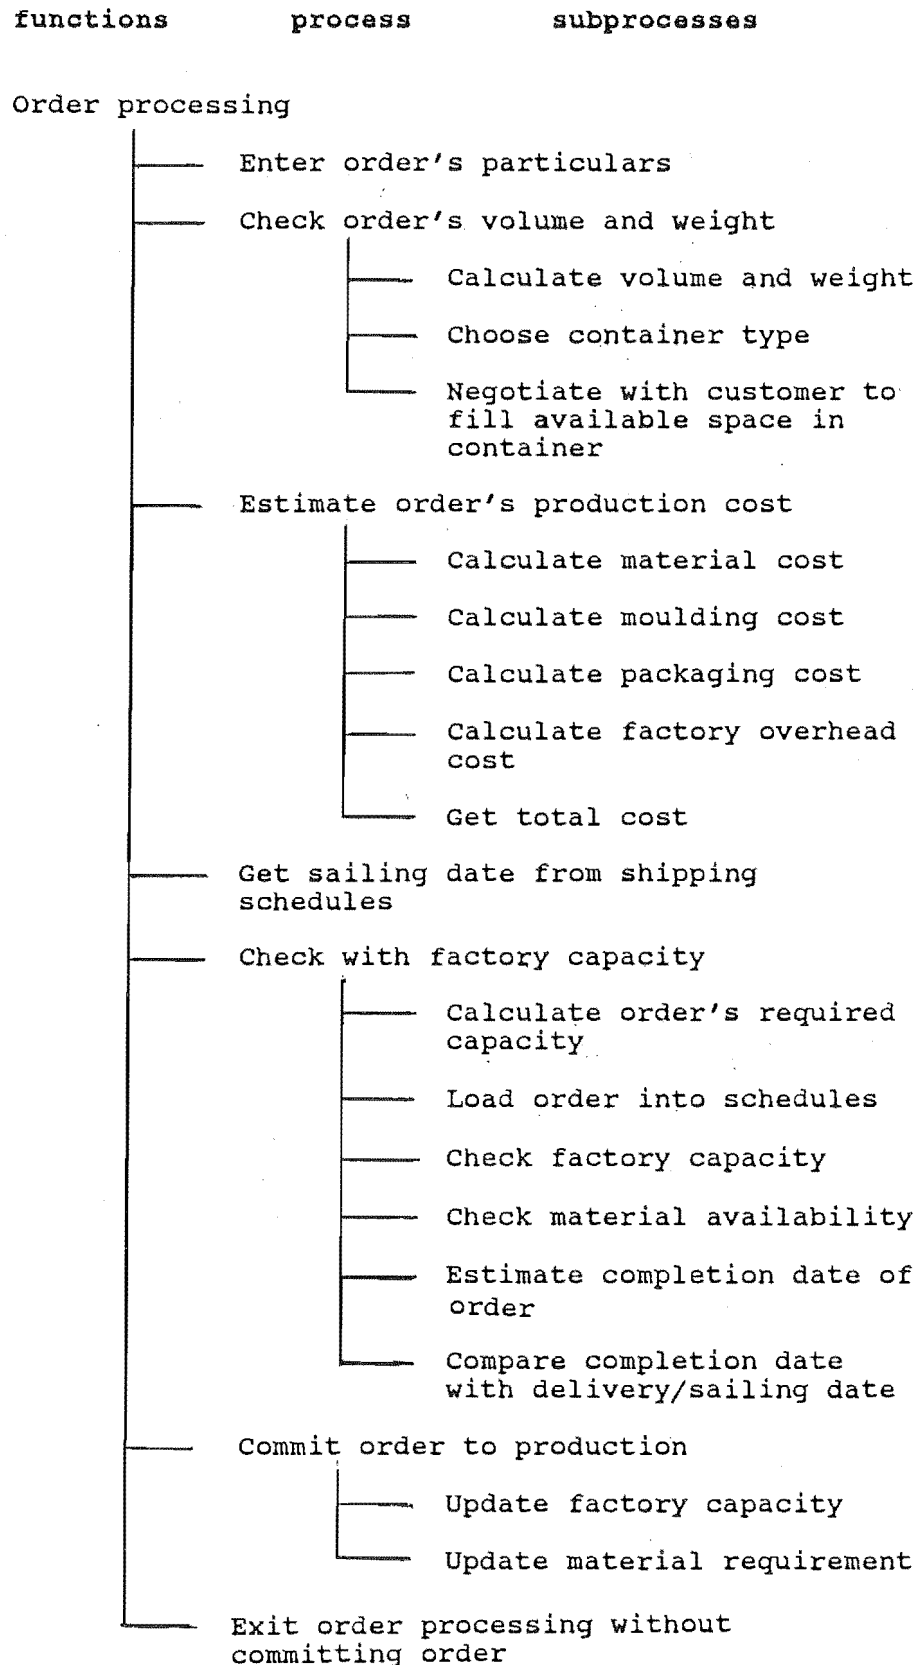 functions process subprocesses
Order processing
Enter order's particulars
Check order's volume and weight
Calculate volume and weight
Choose container type
Negotiate with customer to
fill available space in
container
Estimate order's production cost
Calculate material cost
Calculate moulding cost
Calculate packaging cost
Calculate factory overhead
cost
Get total cost
Get sailing date from shipping
schedules
Check with factory capacity
Calculate order's required
capacity
Load order into schedules
Check factory capacity
Check material availability
Estimate completion date of
order
Compare completion date
with delivery/sailing date
Commit order to production
Update factory capacity
Update material requirement
Exit order processing without
committing order